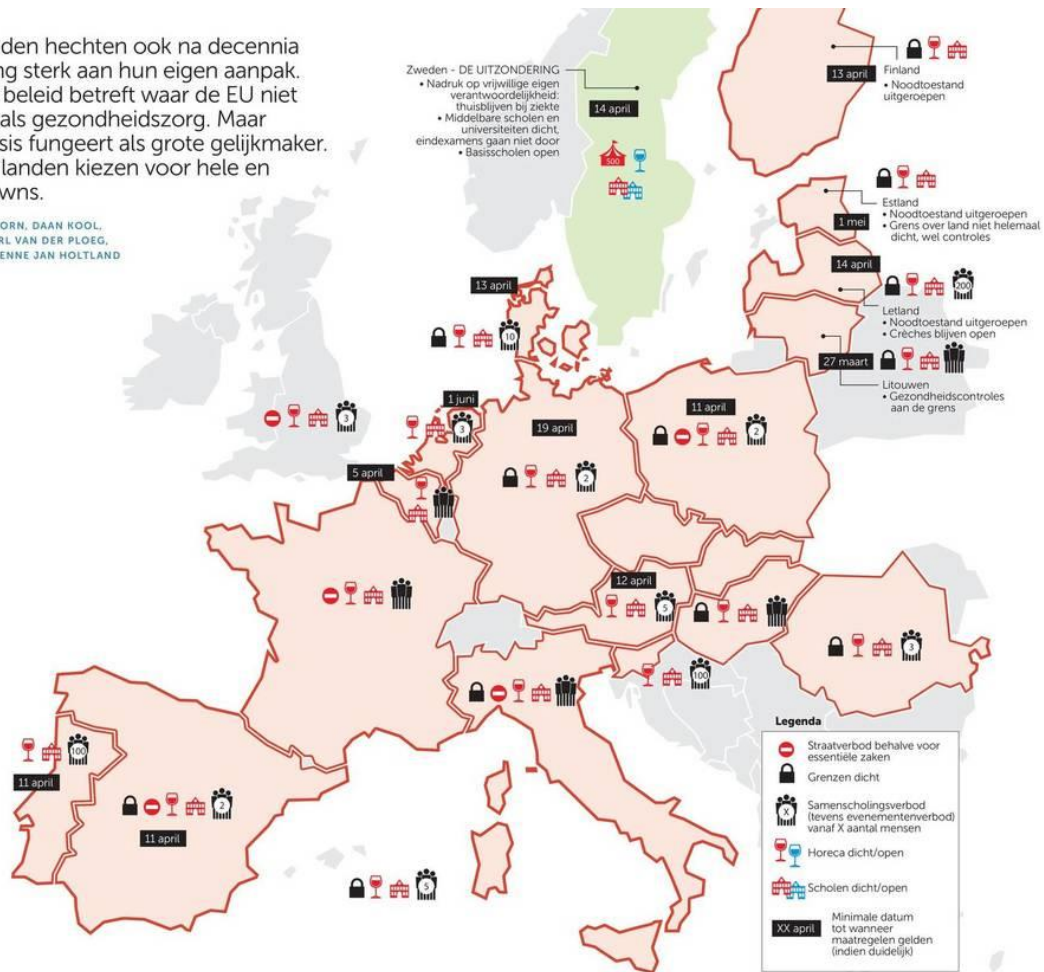 den hechten ook na decennia
ng sterk aan hun eigen aanpak.
beleid betreft waar de EU niet
als gezondheidszorg. Maar
sis fungeert als grote gelijkmaker.
landen kiezen voor hele en
wns.
ORN, DAAN KOOL,
RL VAN DER PLOEG,
ENNE JAN HOLTLAND
Zweden - DE UITZONDERING
• Nadruk op vrijwillige eigen
verantwoordelijkheid:
thuisblijven bij ziekte
• Middelbare scholen en
universiteiten dicht,
eindexamens gaan niet door
• Basisscholen open
14 april
500
13 april
Finland
• Noodtoestand
uitgeroepen
1 mei
Estland
• Noodtoestand uitgeroepen
• Grens over land niet helemaal
dicht, wel controles
14 april
200
Letland
• Noodtoestand uitgeroepen
• Crèches blijven open
27 maart
Litouwen
• Gezondheidscontroles
aan de grens
13 april
10
3
1 juni
3
19 april
2
11 april
2
5 april
12 april
5
3
100
100
11 april
2
11 april
5
Legenda
Straatverbod behalve voor
essentiële zaken
Grenzen dicht
X
Samenscholingsverbod
(tevens evenementenverbod)
vanaf X aantal mensen
Horeca dicht/open
Scholen dicht/open
XX april
Minimale datum
tot wanneer
maatregelen gelden
(indien duidelijk)